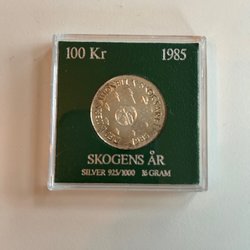 100 Kr 1985
SKOGENS ÅR
SILVER 925/1000 16 GRAM